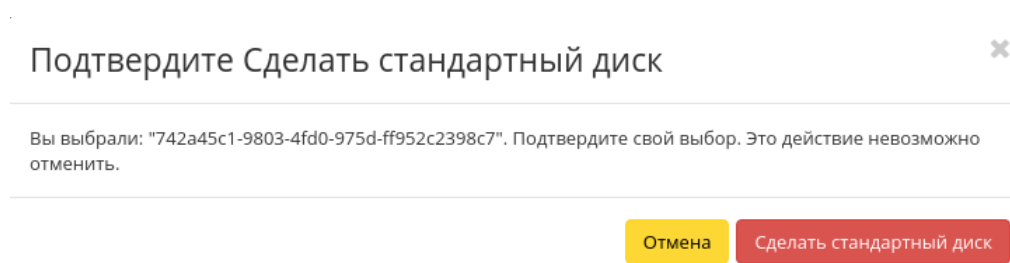 Подтвердите Сделать стандартный диск
Вы выбрали: "742a45c1-9803-4fd0-975d-ff952c2398c7". Подтвердите свой выбор. Это действие невозможно
отменить.
Отмена
Сделать стандартный диск